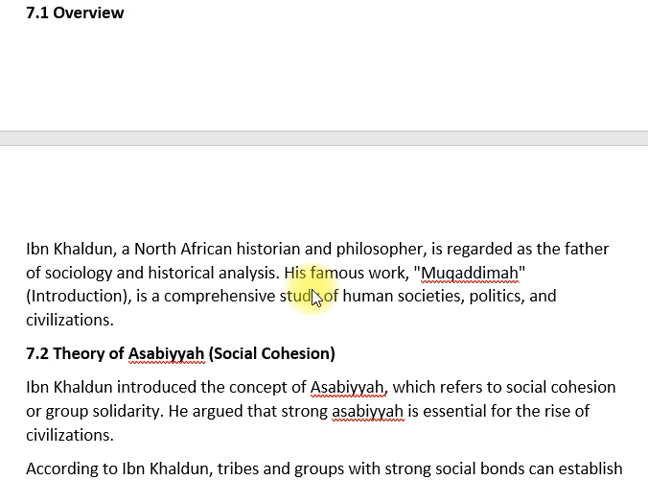 7.1 Overview
Ibn Khaldun, a North African historian and philosopher, is regarded as the father
of sociology and historical analysis. His famous work, "Muqaddimah"
(Introduction), is a comprehensive study of human societies, politics, and
civilizations.
7.2 Theory of Asabiyyah (Social Cohesion)
Ibn Khaldun introduced the concept of Asabiyyah, which refers to social cohesion
or group solidarity. He argued that strong asabiyyah is essential for the rise of
civilizations.
According to Ibn Khaldun, tribes and groups with strong social bonds can establish